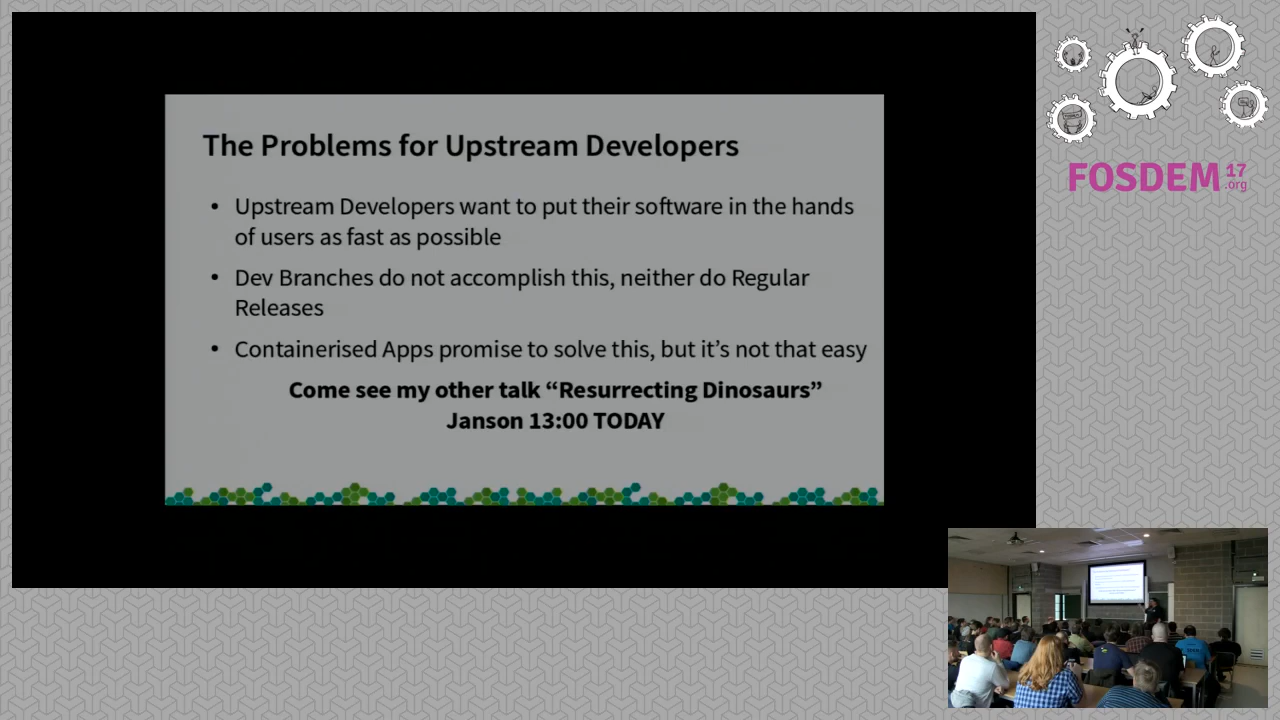 The Problems for Upstream Developers
• Upstream Developers want to put their software in the hands
of users as fast as possible
• Dev Branches do not accomplish this, neither do Regular
Releases
• Containerised Apps promise to solve this, but it’s not that easy
Come see my other talk “Resurrecting Dinosaurs”
Janson 13:00 TODAY
FOSDEM 17
.org